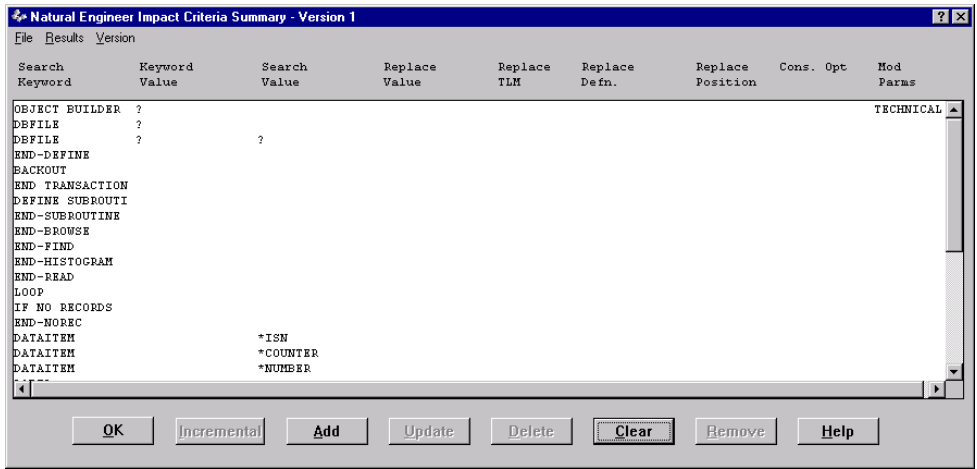 Natural Engineer Impact Criteria Summary - Version 1
File Results Version
Search Keyword Search Replace Replace Replace Replace Cons. Opt Mod
Keyword Value Value Value TLM Defn. Position Parms
OBJECT BUILDER ? TECHNICAL
DBFILE ?
DBFILE ? ?
END-DEFINE
BACKOUT
END TRANSACTION
DEFINE SUBROUTI
END-SUBROUTINE
END-BROWSE
END-FIND
END-HISTOGRAM
END-READ
LOOP
IF NO RECORDS
END-NOREC
DATAITEM *ISN
DATAITEM *COUNTER
DATAITEM *NUMBER
OK Incremental Add Update Delete Clear Remove Help